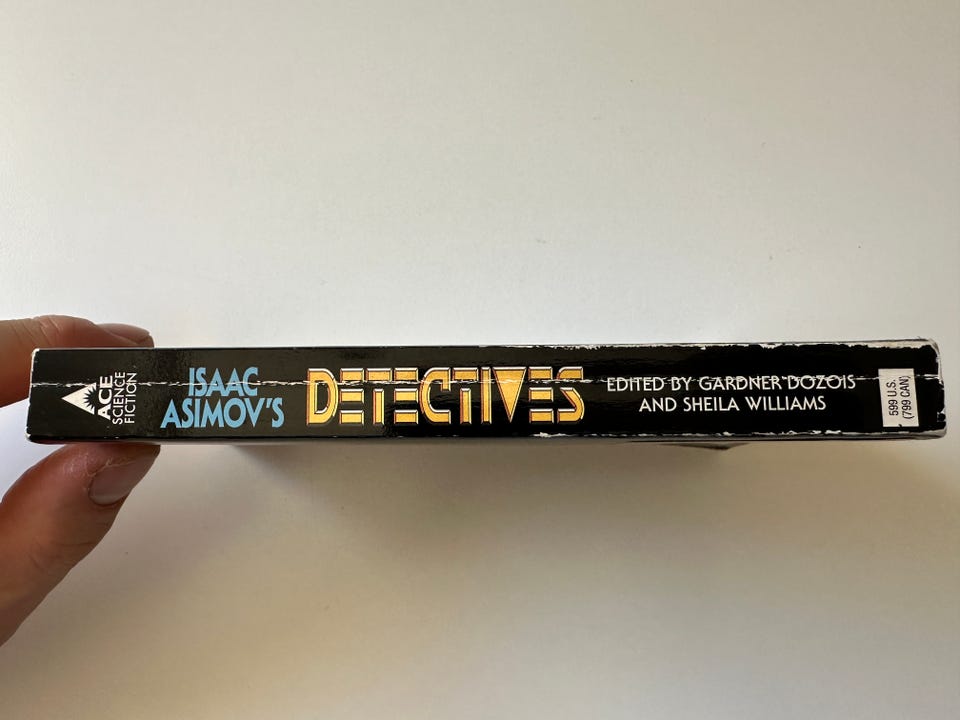 ACE
SCIENCE
FICTION
ISAAC
ASIMOV'S
DETECTIVES
EDITED BY GARDNER DOZOIS
AND SHEILA WILLIAMS
599 U.S.
(799 CAN)